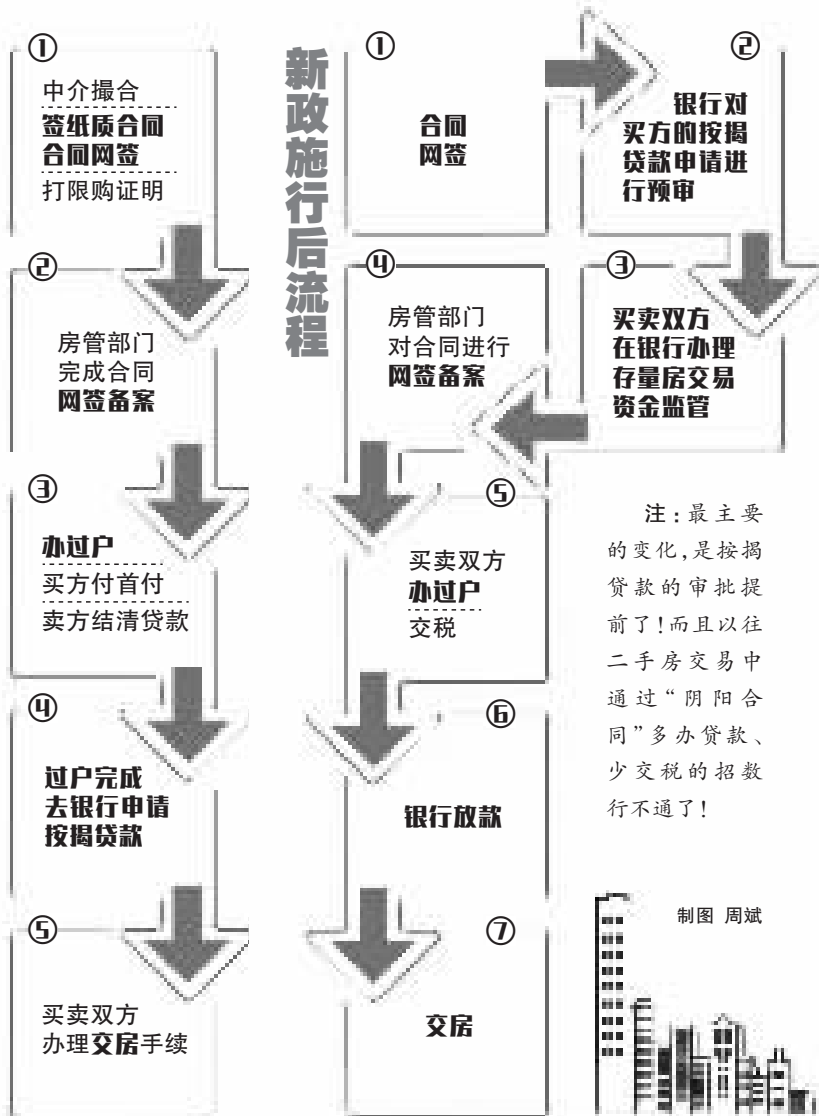 ①
中介撮合
签纸质合同
合同网签
打限购证明
②
房管部门
完成合同
网签备案
③
办过户
买方付首付
卖方结清贷款
④
过户完成
去银行申请
按揭贷款
⑤
买卖双方
办理交房手续
新政施行后流程
①
合同
网签
②
银行对
买方的按揭
贷款申请进
行预审
③
买卖双方
在银行办理
存量房交易
资金监管
④
房管部门
对合同进行
网签备案
⑤
买卖双方
办过户
交税
⑥
银行放款
⑦
交房
注：最主要
的变化，是按揭
贷款的审批提
前了！而且以往
二手房交易中
通过“阴阳合
同”多办贷款、
少交税的招数
行不通了！
制图 周斌